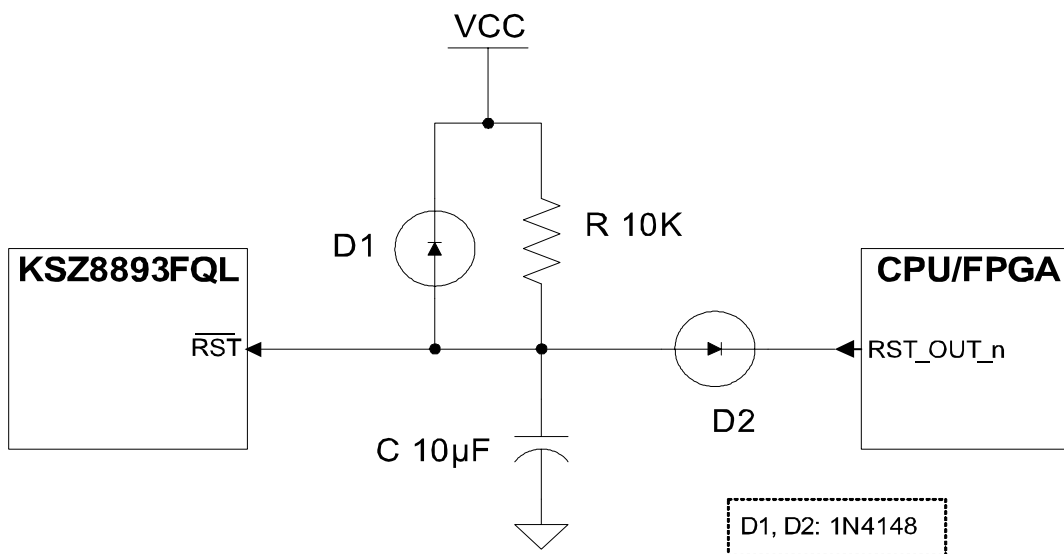 VCC
D1
R 10K
KSZ8893FQL
CPU/FPGA
RST
RST_OUT_n
D2
C 10µF
D1, D2: 1N4148